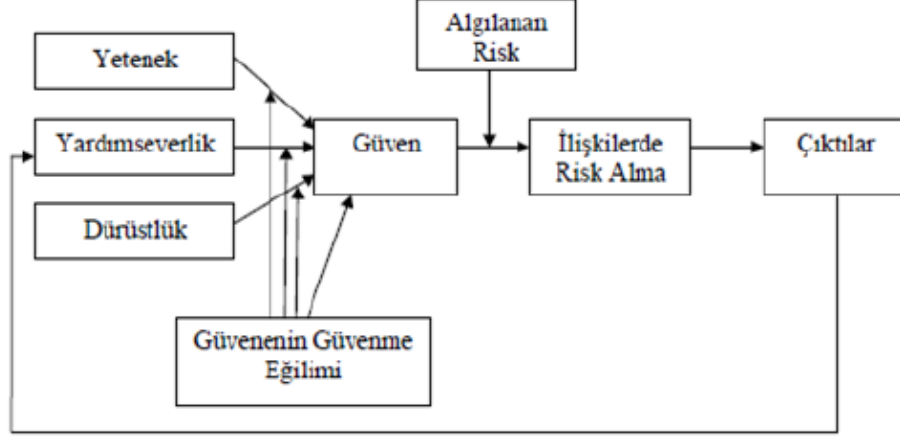 Algılanan
Risk
Yetenek
Yardımseverlik
Güven
İlişkilerde
Risk Alma
Çıktılar
Dürüstlük
Güvenenin Güvenme
Eğilimi